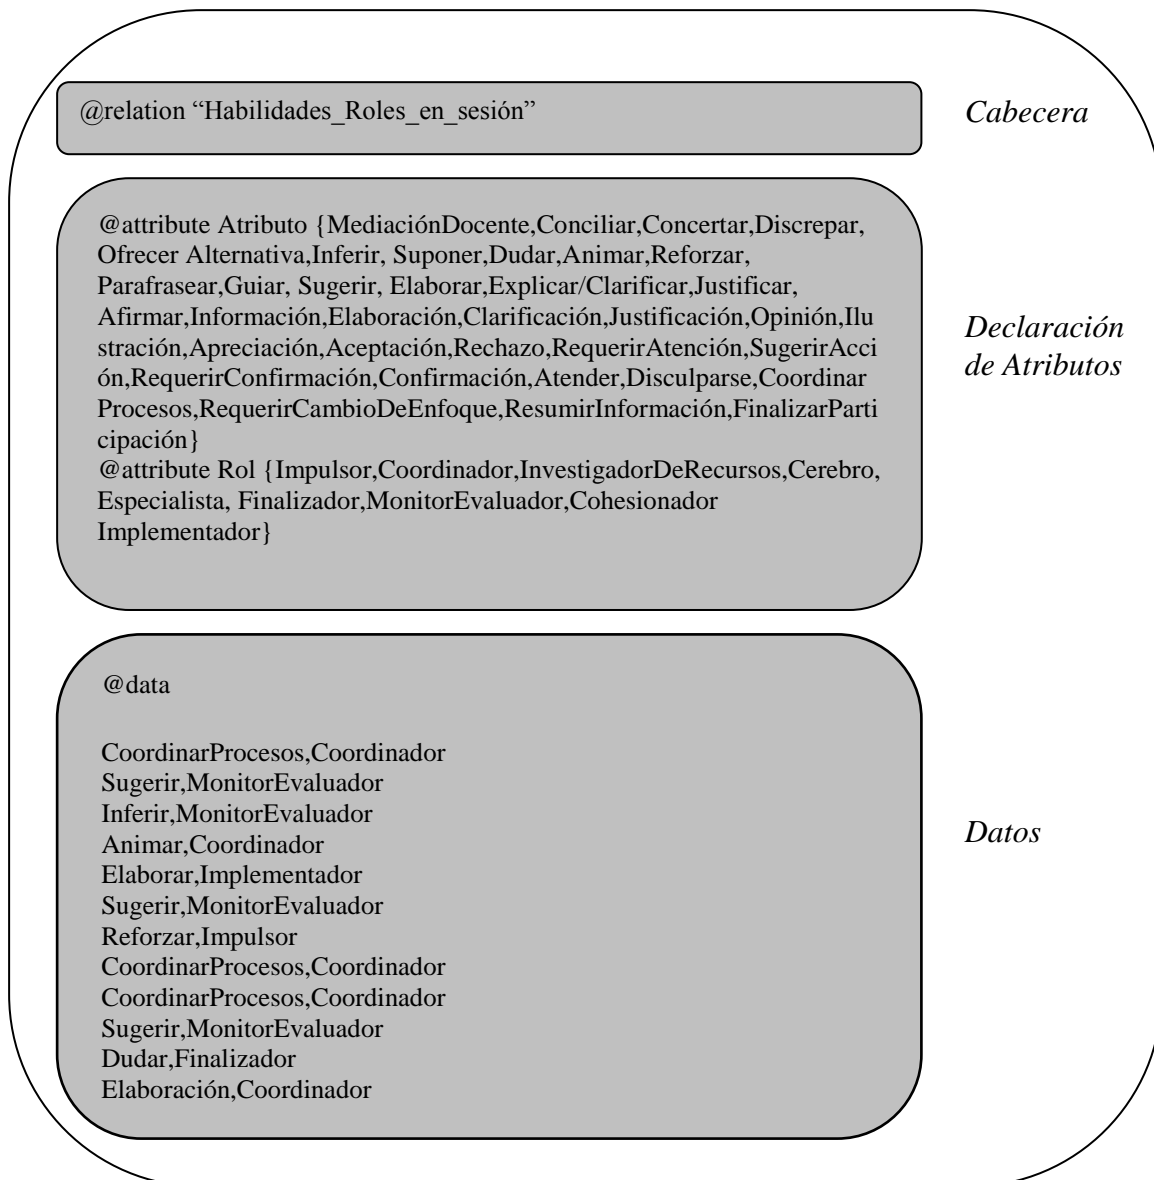 @relation “Habilidades_Roles_en_sesión”
Cabecera
@attribute Atributo {MediaciónDocente,Conciliar,Concertar,Discrepar,
Ofrecer Alternativa,Inferir, Suponer,Dudar,Animar,Reforzar,
Parafrasear,Guiar, Sugerir, Elaborar,Explicar/Clarificar,Justificar,
Afirmar,Información,Elaboración,Clarificación,Justificación,Opinión,Ilu
stración,Apreciación,Aceptación,Rechazo,RequerirAtención,SugerirAcci
ón,RequerirConfirmación,Confirmación,Atender,Disculparse,Coordinar
Procesos,RequerirCambioDeEnfoque,ResumirInformación,FinalizarParti
cipación}
@attribute Rol {Impulsor,Coordinador,InvestigadorDeRecursos,Cerebro,
Especialista, Finalizador,MonitorEvaluador,Cohesionador
Implementador}
Declaración
de Atributos
@data
CoordinarProcesos,Coordinador
Sugerir,MonitorEvaluador
Inferir,MonitorEvaluador
Animar,Coordinador
Elaborar,Implementador
Sugerir,MonitorEvaluador
Reforzar,Impulsor
CoordinarProcesos,Coordinador
CoordinarProcesos,Coordinador
Sugerir,MonitorEvaluador
Dudar,Finalizador
Elaboración,Coordinador
Datos